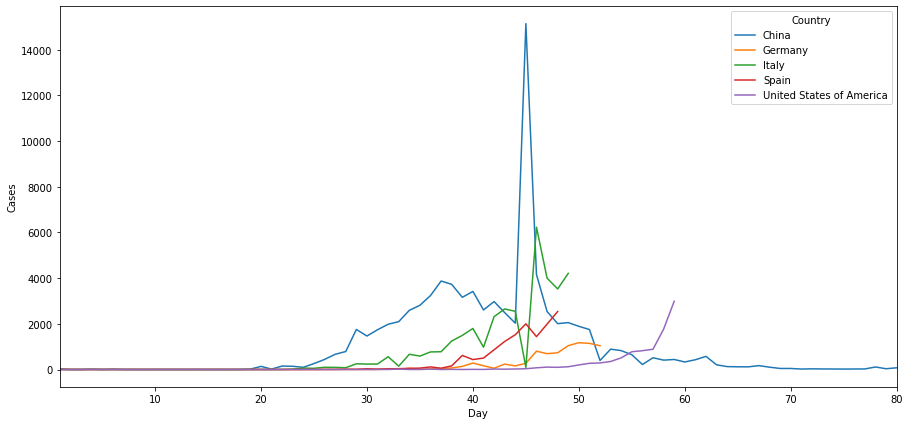 Country
China
Germany
Italy
Spain
United States of America
Cases
14000
12000
10000
8000
6000
4000
2000
0
10 20 30 40 50 60 70 80
Day